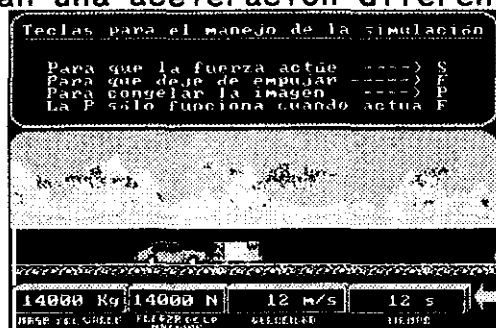 an una aceleración diferen
Teclas para el manejo de la simulación
Para que la fuerza actúe ----> S
Para que deje de empujar ----> F
Para congelar la imagen ----> P
La P sólo funciona cuando actua F
14000 Kg 14000 N 12 m/s 12 s